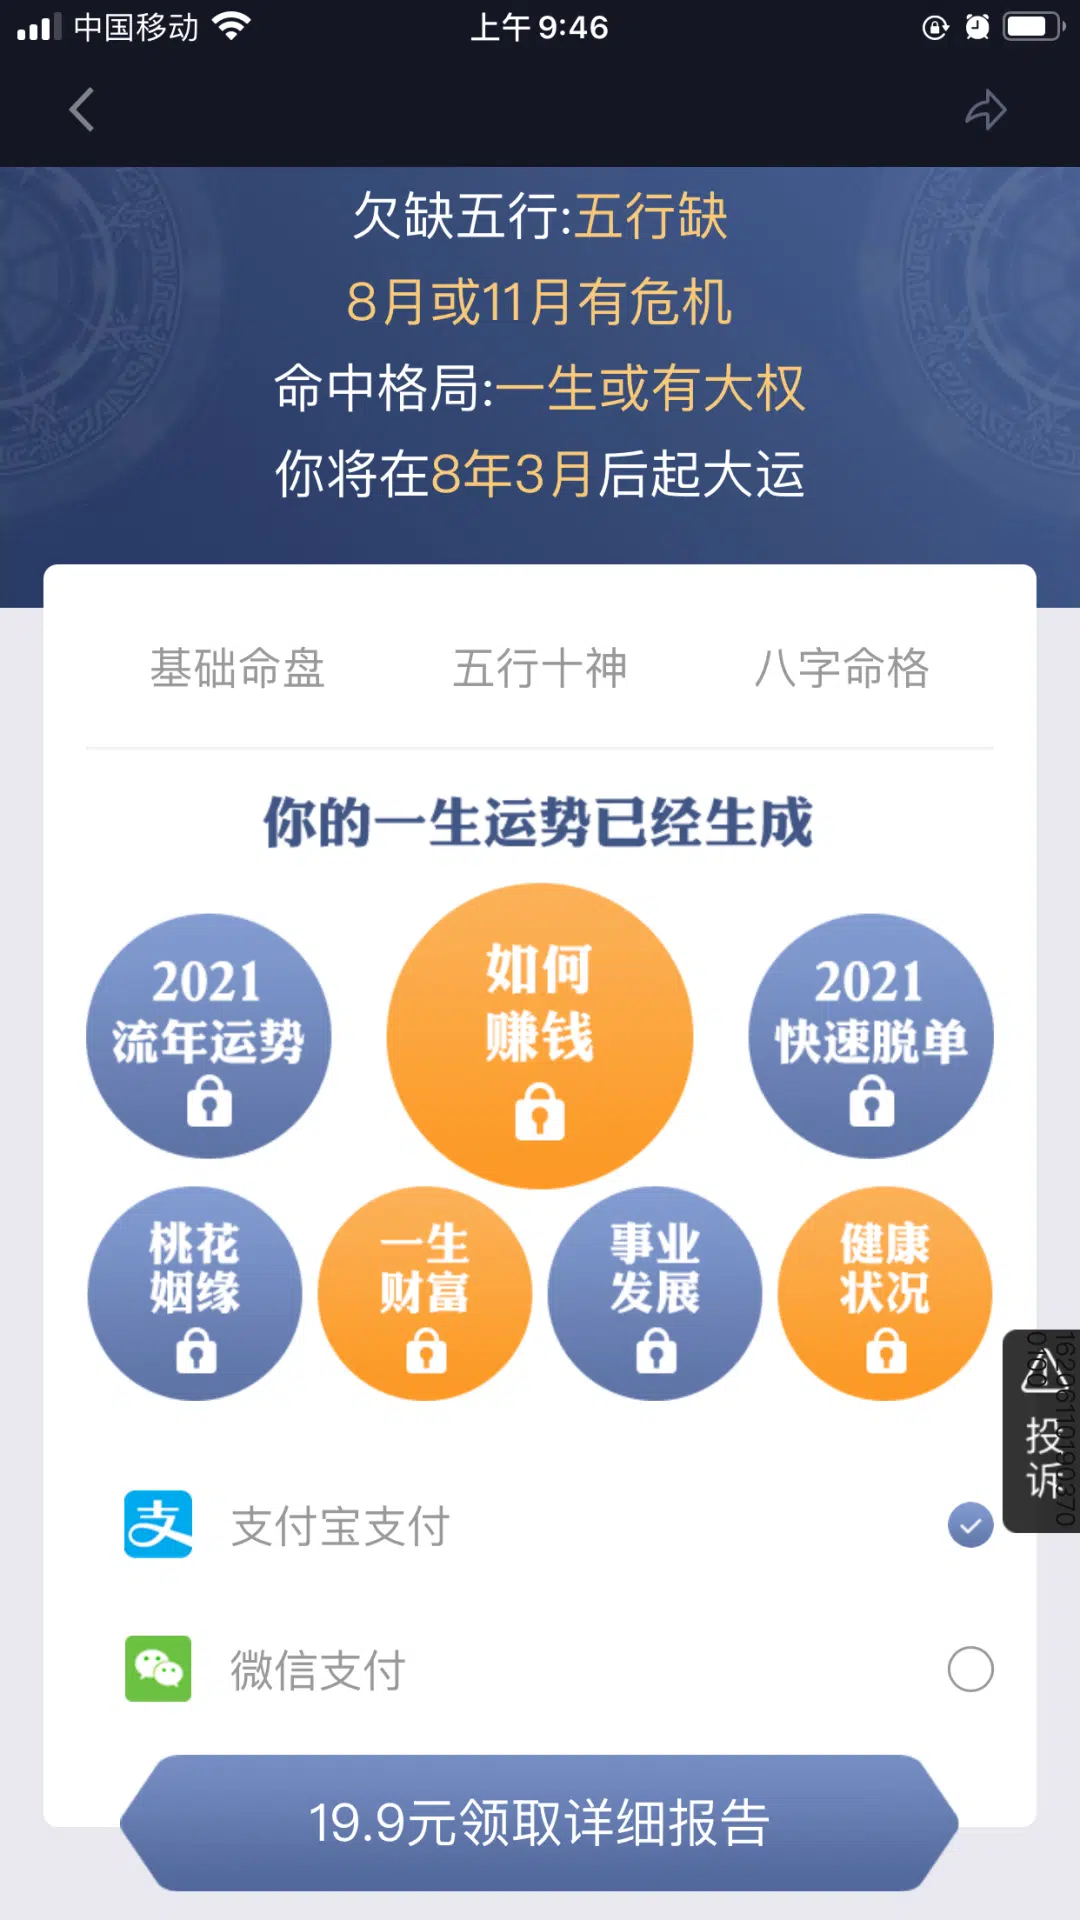 中国移动
上午 9:46
欠缺五行:五行缺
8月或11月有危机
命中格局:一生或有大权
你将在8年3月后起大运
基础命盘 五行十神 八字命格
你的一生运势已经生成
2021
流年运势
如何
赚钱
2021
快速脱单
桃花
姻缘
一生
财富
事业
发展
健康
状况
投
诉
支付宝支付
微信支付
19.9元领取详细报告